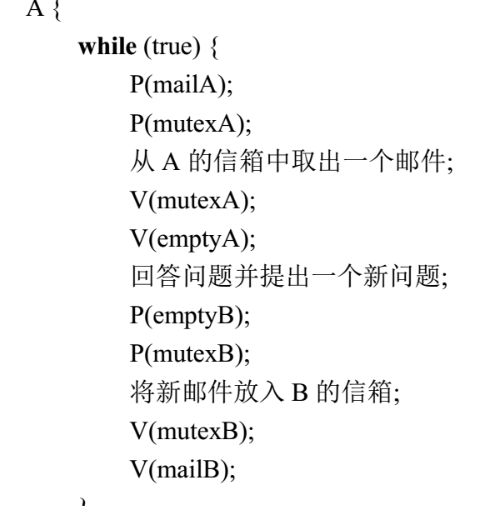 A {
while (true) {
P(mailA);
P(mutexA);
从 A 的信箱中取出一个邮件;
V(mutexA);
V(emptyA);
回答问题并提出一个新问题;
P(emptyB);
P(mutexB);
将新邮件放入 B 的信箱;
V(mutexB);
V(mailB);
}